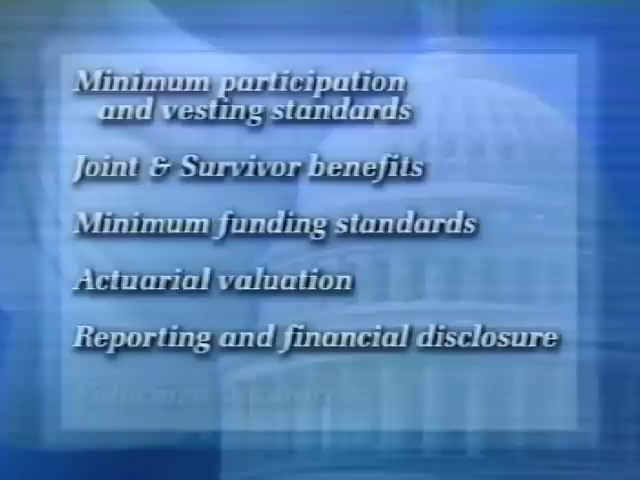 Minimum participation
and vesting standards
Joint & Survivor benefits
Minimum funding standards
Actuarial valuation
Reporting and financial disclosure